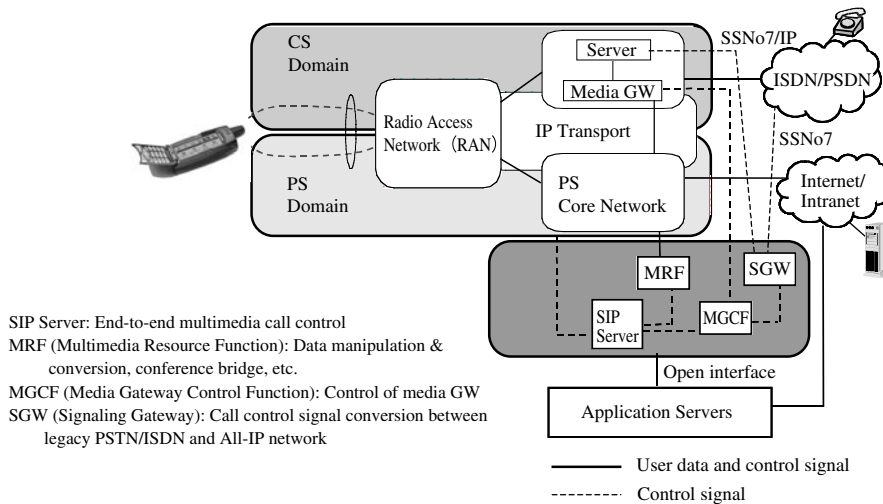 CS
Domain
Server
Media GW
SSNo7/IP
ISDN/PSDN
Radio Access
Network (RAN)
IP Transport
SSNo7
PS
Domain
PS
Core Network
Internet/
Intranet
MRF
SGW
SIP
Server
MGCF
SIP Server: End-to-end multimedia call control
MRF (Multimedia Resource Function): Data manipulation &
conversion, conference bridge, etc.
MGCF (Media Gateway Control Function): Control of media GW
SGW (Signaling Gateway): Call control signal conversion between
legacy PSTN/ISDN and All-IP network
Open interface
Application Servers
User data and control signal
Control signal